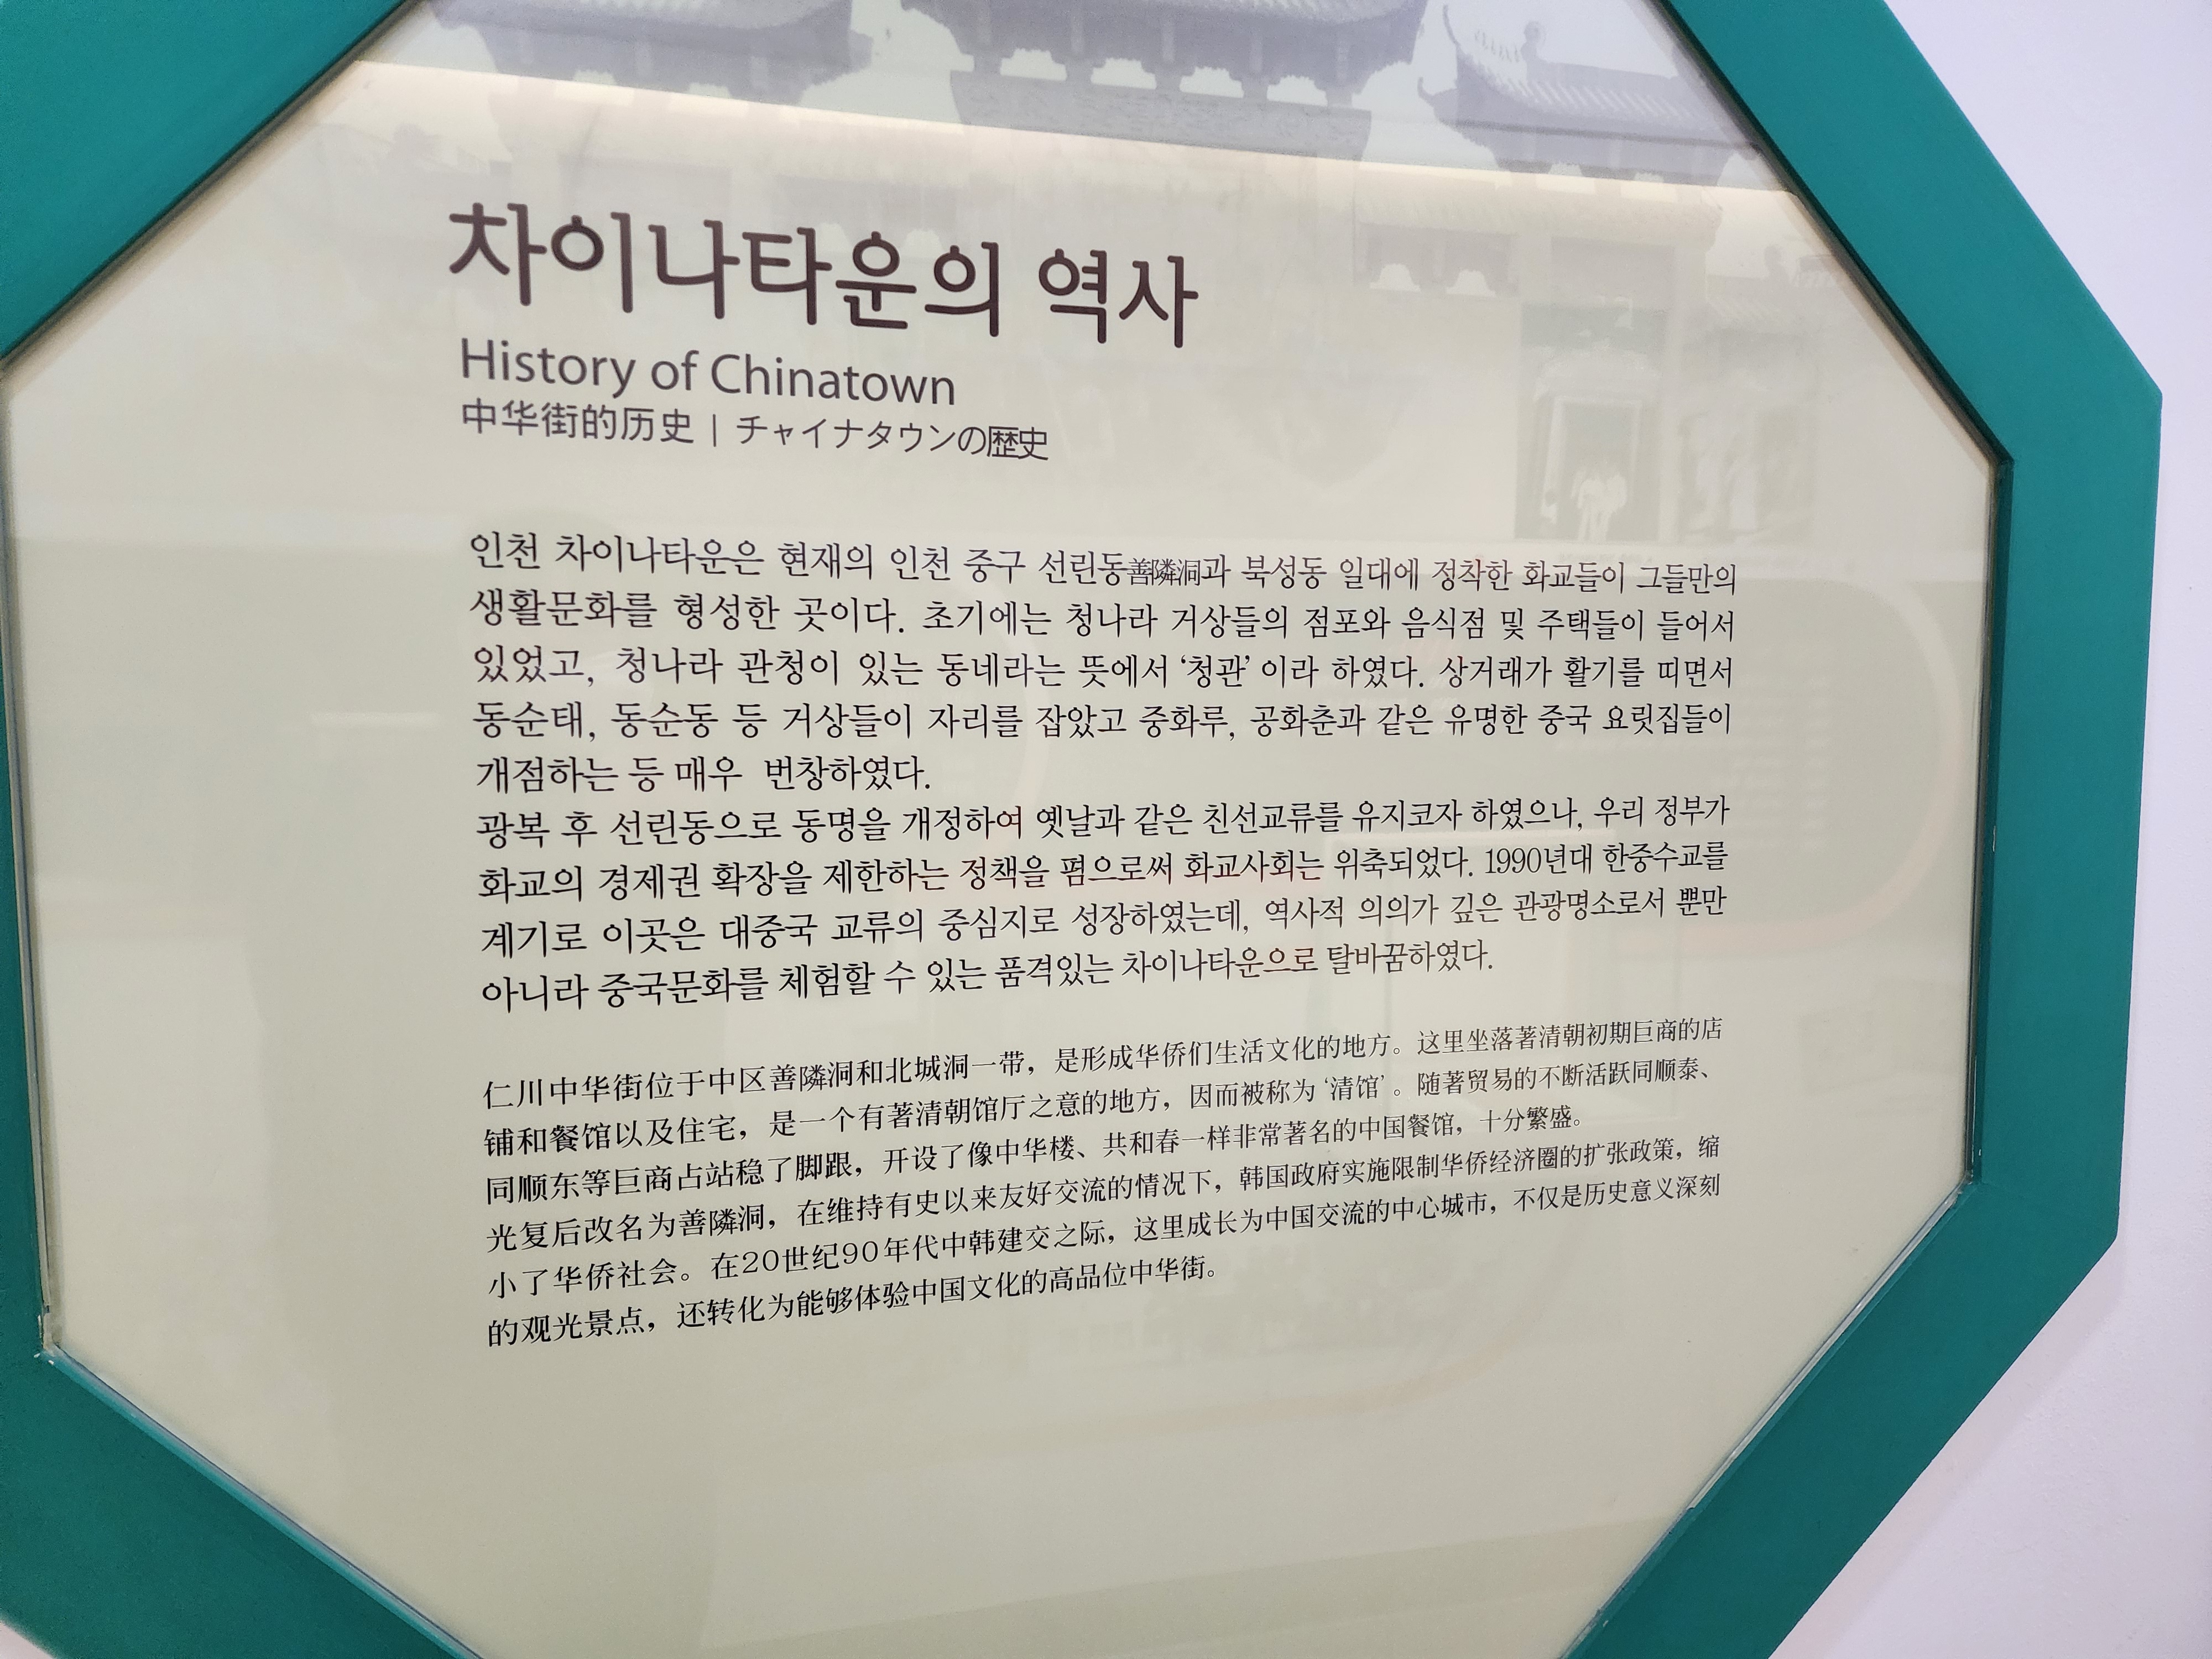 차이나타운의 역사
History of Chinatown
中华街的历史 | チャイナタウンの歴史
인천 차이나타운은 현재의 인천 중구 선린동善隣洞과 북성동 일대에 정착한 화교들이 그들만의
생활문화를 형성한 곳이다. 초기에는 청나라 거상들의 점포와 음식점 및 주택들이 들어서
있었고, 청나라 관청이 있는 동네라는 뜻에서 ‘청관’ 이라 하였다. 상거래가 활기를 띠면서
동순태, 동순동 등 거상들이 자리를 잡았고 중화루, 공화춘과 같은 유명한 중국 요릿집들이
개점하는 등 매우 번창하였다.
광복 후 선린동으로 동명을 개정하여 옛날과 같은 친선교류를 유지코자 하였으나, 우리 정부가
화교의 경제권 확장을 제한하는 정책을 폄으로써 화교사회는 위축되었다. 1990년대 한중수교를
계기로 이곳은 대중국 교류의 중심지로 성장하였는데, 역사적 의의가 깊은 관광명소로서 뿐만
아니라 중국문화를 체험할 수 있는 품격있는 차이나타운으로 탈바꿈하였다.
仁川中华街位于中区善隣洞和北城洞一带，是形成华侨们生活文化的地方。这里坐落著清朝初期巨商的店
铺和餐馆以及住宅，是一个有著清朝馆厅之意的地方，因而被称为 ‘清馆’ 。随著贸易的不断活跃同顺泰、
同顺东等巨商占站稳了脚跟，开设了像中华楼、共和春一样非常著名的中国餐馆，十分繁盛。
光复后改名为善隣洞，在维持有史以来友好交流的情况下，韩国政府实施限制华侨经济圈的扩张政策，缩
小了华侨社会。在20世纪90年代中韩建交之际，这里成长为中国交流的中心城市，不仅是历史意义深刻
的观光景点，还转化为能够体验中国文化的高品位中华街。